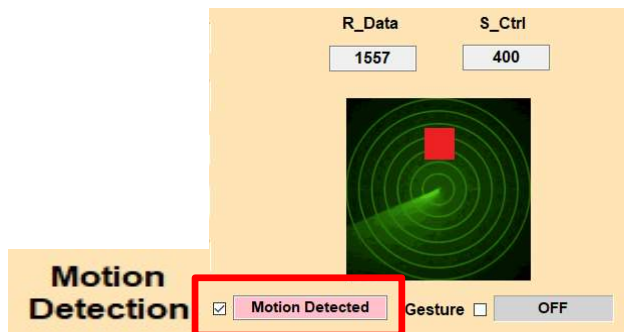 R_Data S_Ctrl
1557 400
Motion
Detection
Motion Detected Gesture OFF